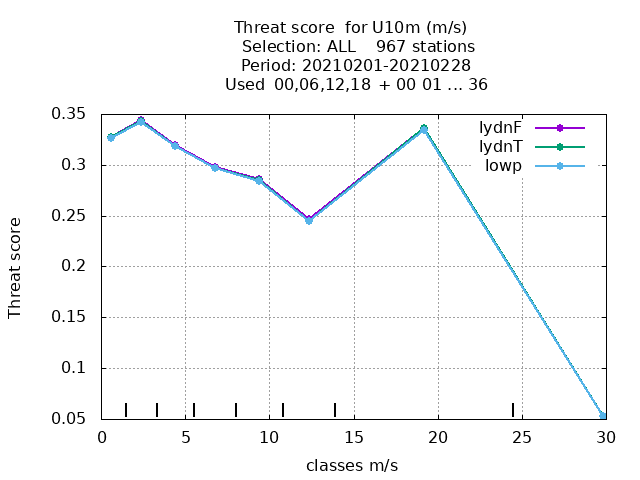 Threat score  for U10m (m/s)
Selection: ALL    967 stations
Period: 20210201-20210228
Used  00,06,12,18 + 00 01 ... 36
0.35
0.3
0.25
0.2
0.15
0.1
0.05
Threat score
lydnF
lydnT
lowp
0 5 10 15 20 25 30
classes m/s